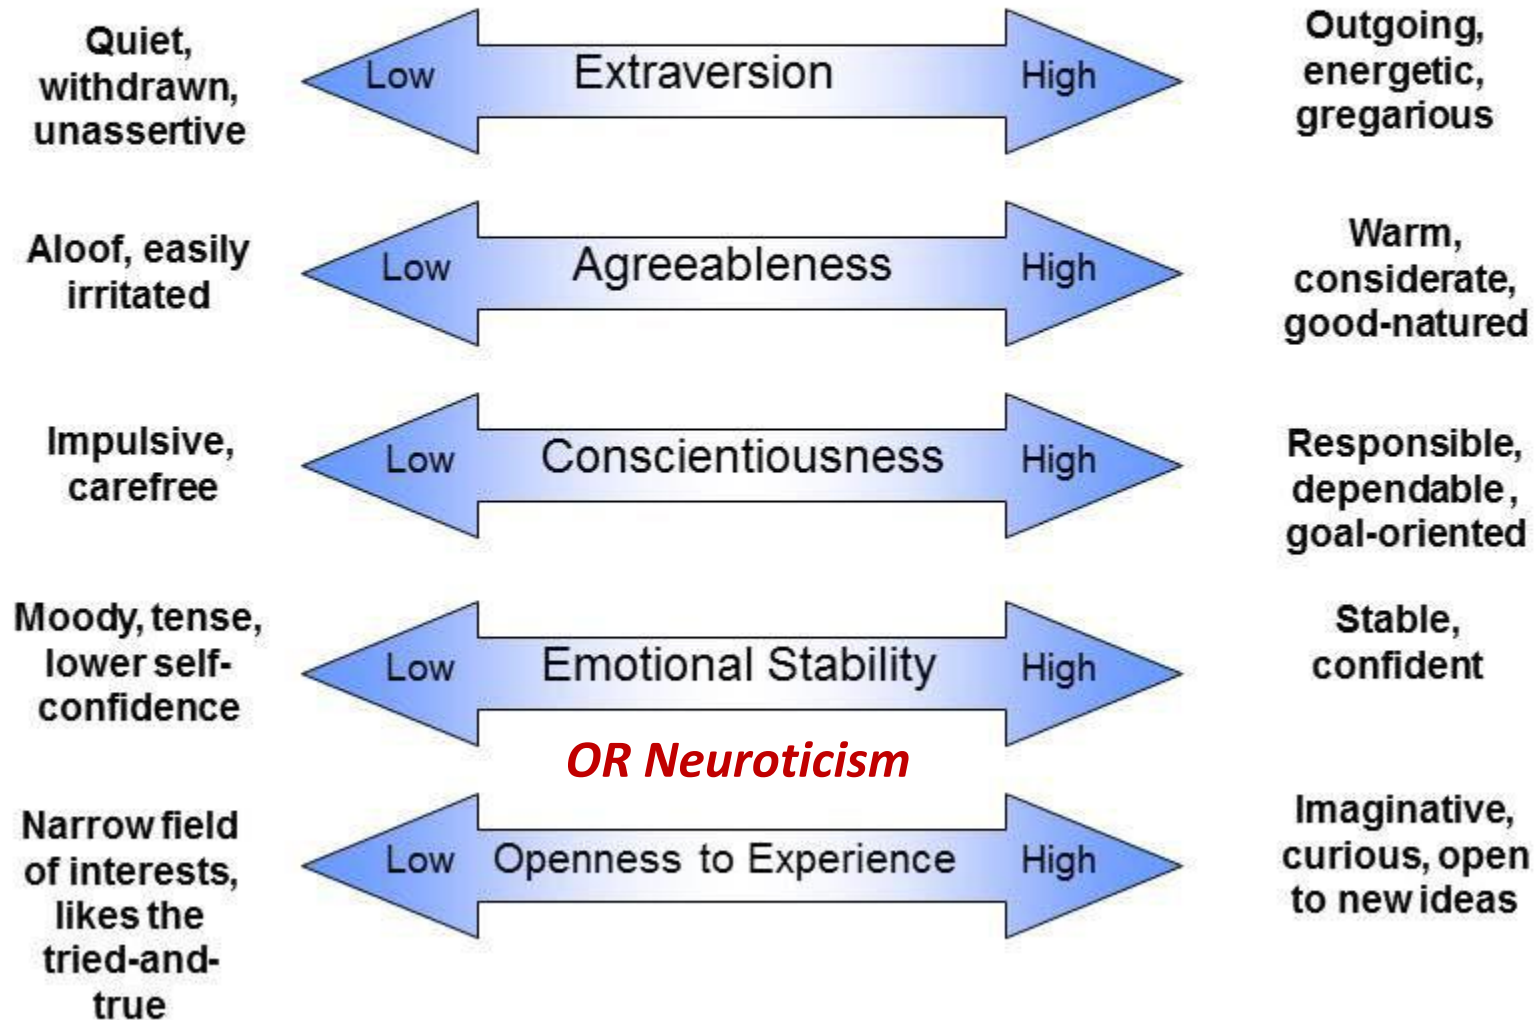 Quiet,
withdrawn,
unassertive
Low
Extraversion
High
Outgoing,
energetic,
gregarious
Aloof, easily
irritated
Low
Agreeableness
High
Warm,
considerate,
good-natured
Impulsive,
carefree
Low
Conscientiousness
High
Responsible,
dependable,
goal-oriented
Moody, tense,
lower self-
confidence
Low
Emotional Stability
High
Stable,
confident
OR Neuroticism
Narrow field
of interests,
likes the
tried-and-
true
Low
Openness to Experience
High
Imaginative,
curious, open
to new ideas